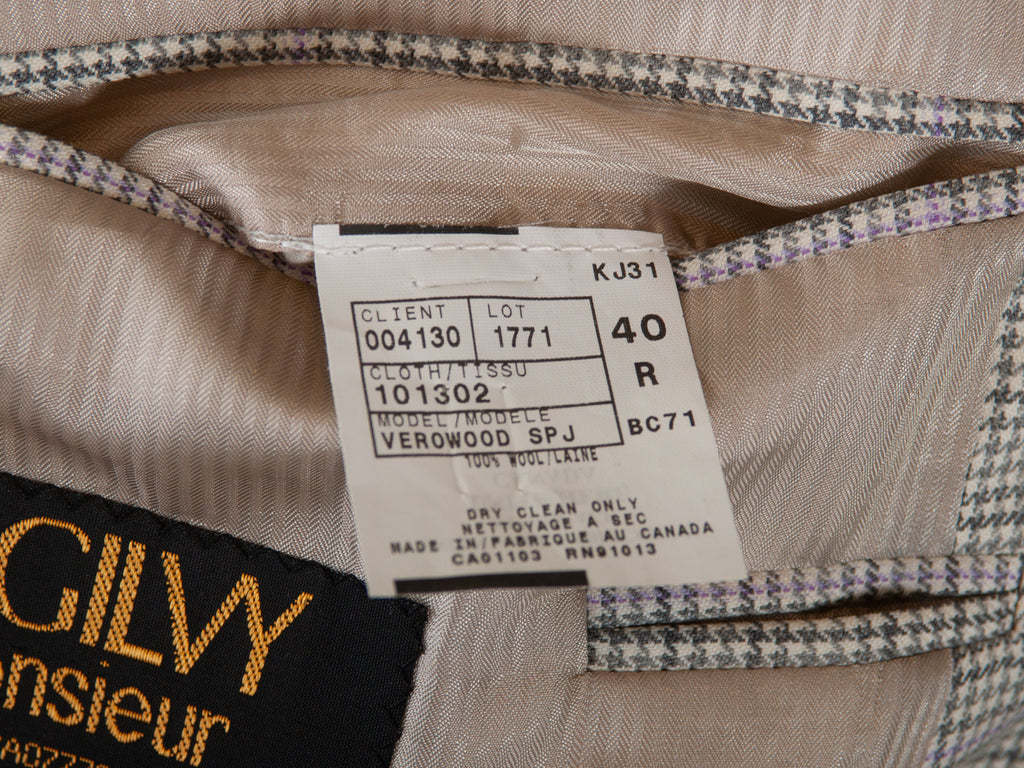 KJ31
CLIENT LOT
004130 1771
40
CLOTH/TISSU
101302
R
MODEL/MODELE
VEROWOOD SPJ
BC71
100% WOOL/LAINE
DRY CLEAN ONLY
NETTOYAGE A SEC
MADE IN/FABRIQUE AU CANADA
CA01103 RN91013
GILVY
onsieur